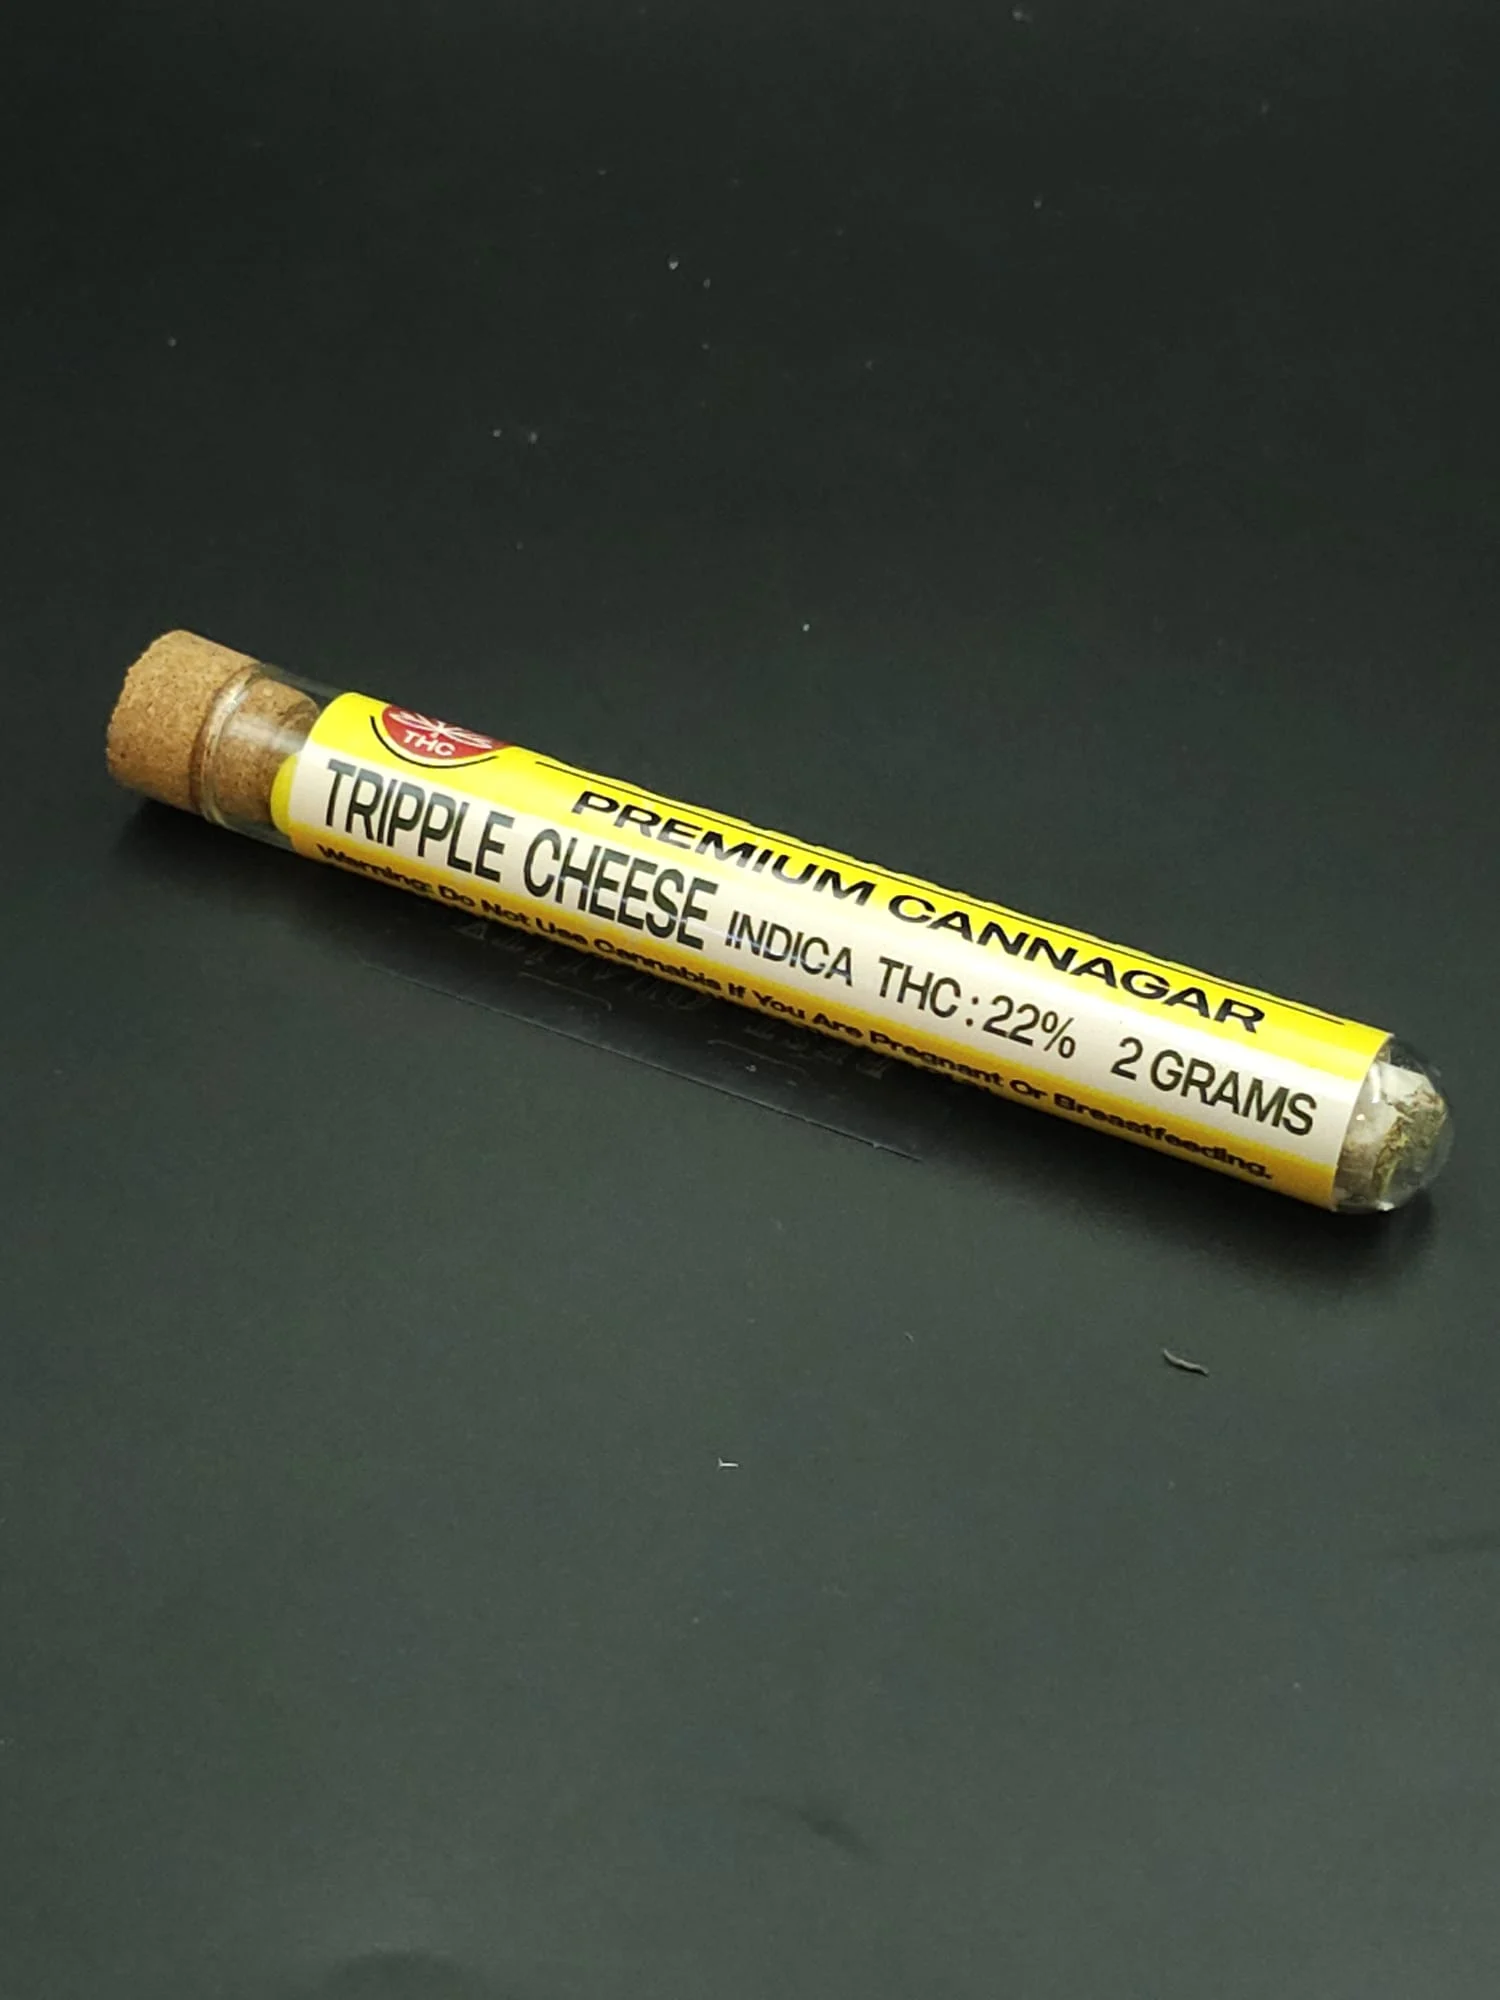 THC
PREMIUM CANNAGAR
TRIPPLE CHEESE INDICA THC:22% 2 GRAMS
Warning: Do Not Use Cannabis If You Are Pregnant Or Breastfeeding.